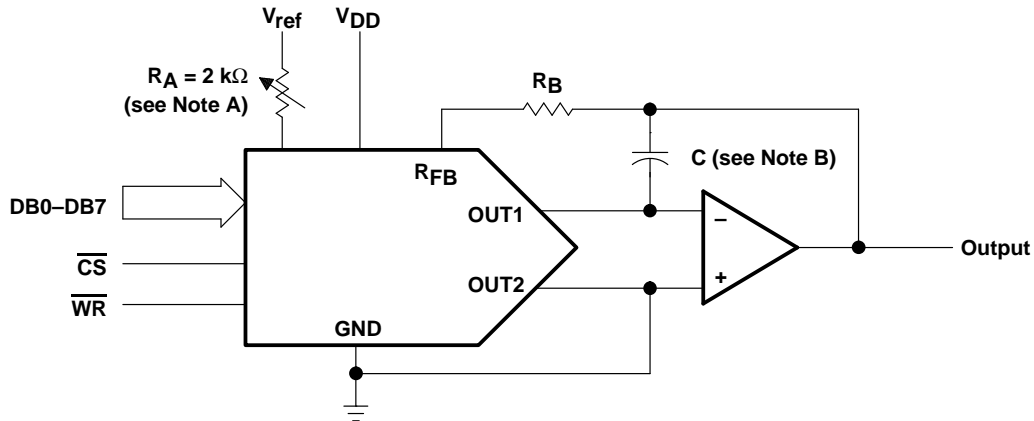 Vref
VDD
RA = 2 kΩ
(see Note A)
RB
RFB
C (see Note B)
DB0–DB7
OUT1
–
Output
CS
OUT2
+
WR
GND